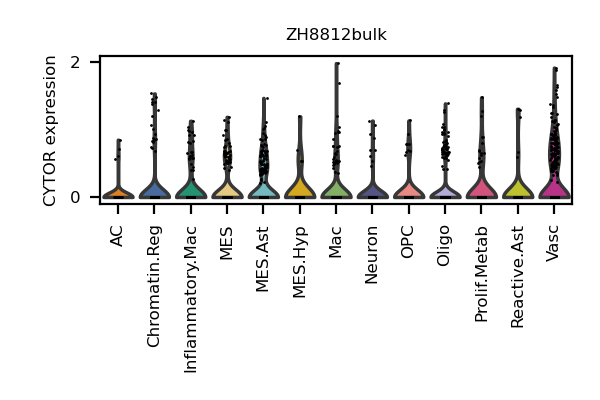 ZH8812bulk
CYTOR expression
2
0
AC
Chromatin.Reg
Inflammatory.Mac
MES
MES.Ast
MES.Hyp
Mac
Neuron
OPC
Oligo
Prolif.Metab
Reactive.Ast
Vasc